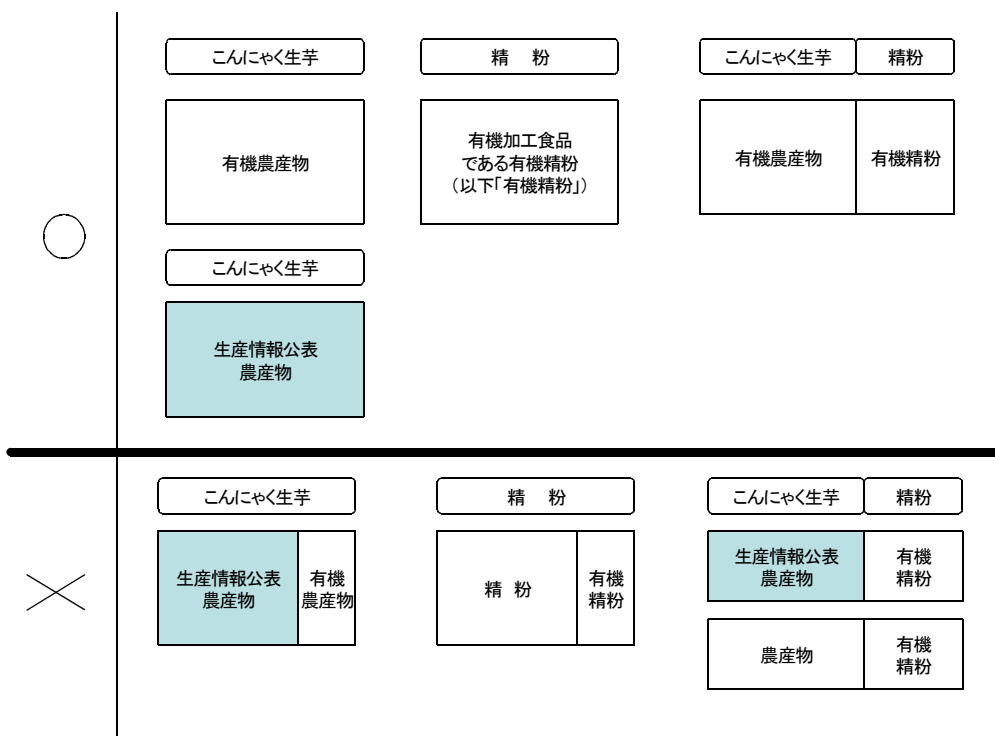 こんにゃく生芋
精 粉
こんにゃく生芋
精粉
有機農産物
有機加工食品
である有機精粉
（以下「有機精粉」）
有機農産物
有機精粉
こんにゃく生芋
生産情報公表
農産物
こんにゃく生芋
精 粉
こんにゃく生芋
精粉
生産情報公表
農産物
有機
農産物
精 粉
有機
精粉
生産情報公表
農産物
有機
精粉
農産物
有機
精粉